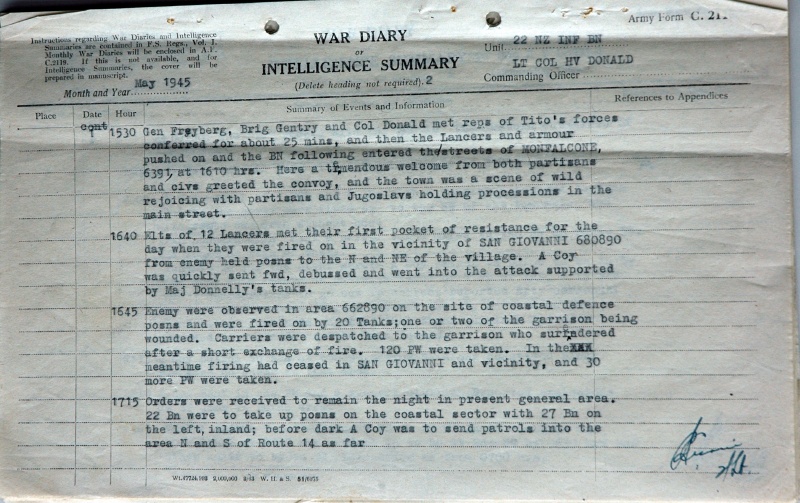 Army Form C. 211
Instructions regarding War Diaries and Intelligence
Summaries are contained in F.S. Regs., Vol. I.
Monthly War Diaries will be enclosed in A.F.
C.2119. If this is not available, and for
Intelligence Summaries, the cover will be
prepared in manuscript.
Month and Year May 1945
WAR DIARY
or
INTELLIGENCE SUMMARY
(Delete heading not required). 2
Unit 22 NZ INF BN
LT COL HV DONALD
Commanding Officer
Place Date Hour Summary of Events and Information References to Appendices
cont
1 1530 Gen Freyberg, Brig Gentry and Col Donald met reps of Tito's forces
conferred for about 25 mins, and then the Lancers and armour
pushed on and the BN following entered the/streets of MONFALCONE,
6391, at 1610 hrs. Here a tremendous welcome from both partisans
and civs greeted the convoy, and the town was a scene of wild
rejoicing with partisans and Jugoslavs holding processions in the
main street.
1640 Elts of 12 Lancers met their first pocket of resistance for the
day when they were fired on in the vicinity of SAN GIOVANNI 680890
from enemy held posns to the N and NE of the village. A Coy
was quickly sent fwd, debussed and went into the attack supported
by Maj Donnelly's tanks.
1645 Enemy were observed in area 662890 on the site of coastal defence
posns and were fired on by 20 Tanks;one or two of the garrison being
wounded. Carriers were despatched to the garrison who surrendered
after a short exchange of fire. 120 PW were taken. In the
meantime firing had ceased in SAN GIOVANNI and vicinity, and 30
more PW were taken.
1715 Orders were received to remain the night in present general area.
22 Bn were to take up posns on the coastal sector with 27 Bn on
the left,inland; before dark A Coy was to send patrols into the
area N and S of Route 14 as far